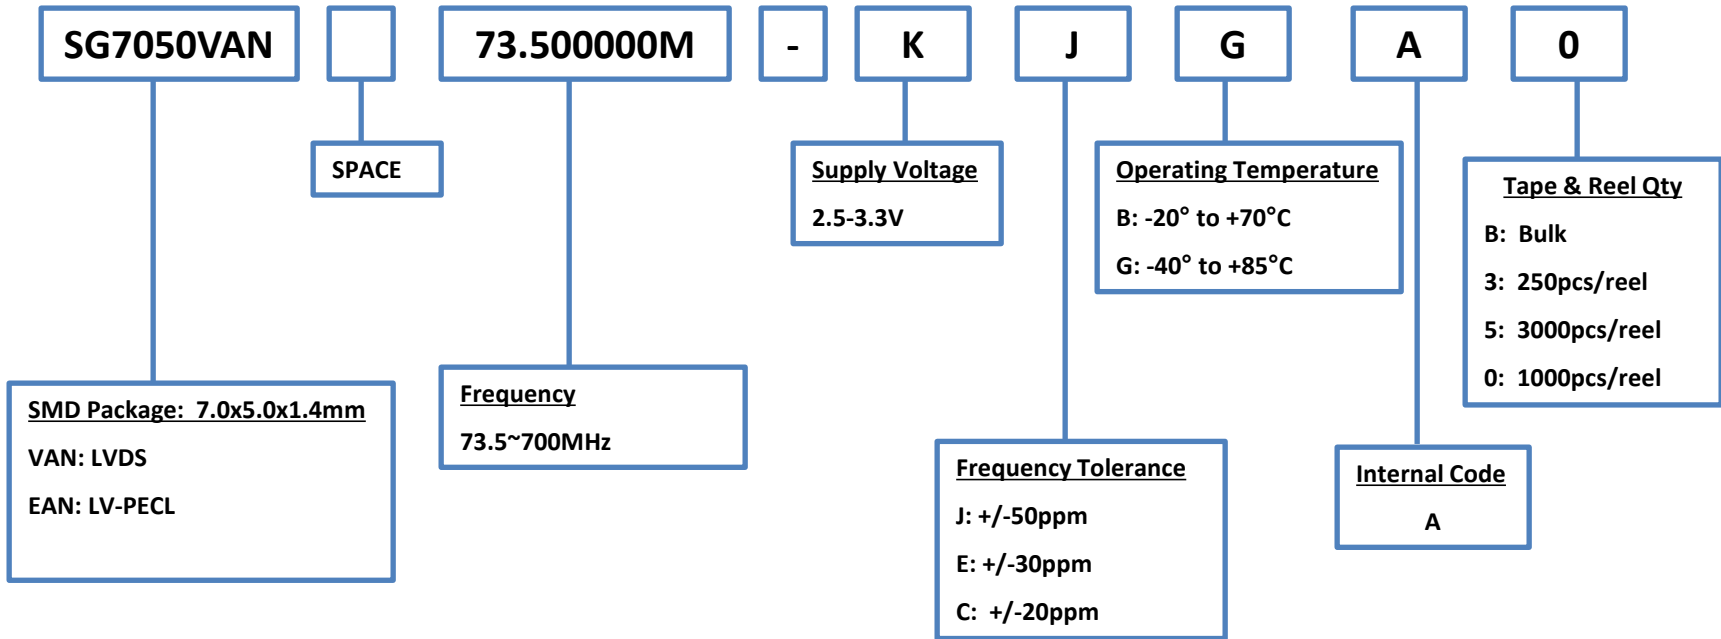 SG7050VAN 73.500000M - K J G A 0
SPACE
Supply Voltage
2.5-3.3V
Operating Temperature
B: -20° to +70°C
G: -40° to +85°C
Tape & Reel Qty
B: Bulk
3: 250pcs/reel
5: 3000pcs/reel
0: 1000pcs/reel
SMD Package: 7.0x5.0x1.4mm
VAN: LVDS
EAN: LV-PECL
Frequency
73.5~700MHz
Frequency Tolerance
J: +/-50ppm
E: +/-30ppm
C: +/-20ppm
Internal Code
A